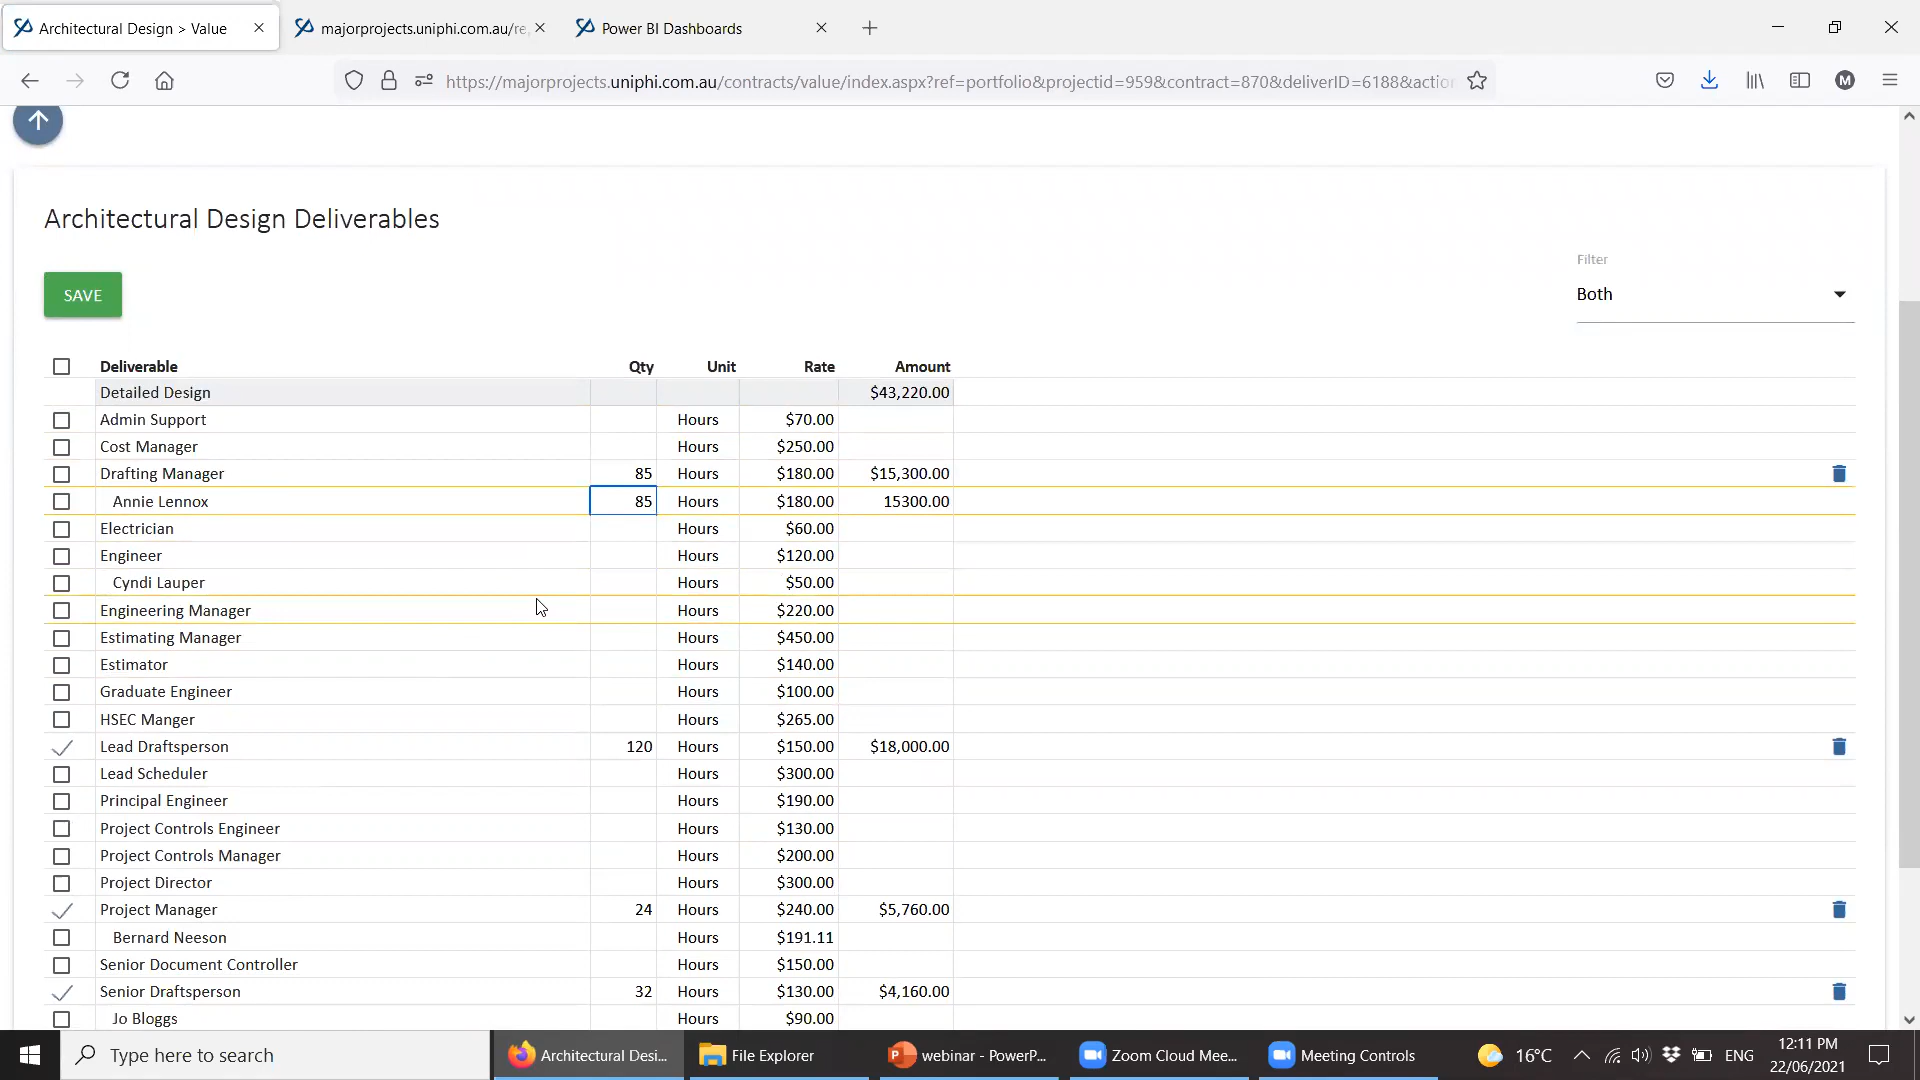 Architectural Design > Value
majorprojects.uniphi.com.au/re
Power BI Dashboards
https://majorprojects.uniphi.com.au/contracts/value/index.aspx?ref=portfolio&projectid=959&contract=870&deliverID=6188&actio
M
Architectural Design Deliverables
Filter
SAVE
Both
Deliverable Qty Unit Rate Amount
Detailed Design $43,220.00
Admin Support Hours $70.00
Cost Manager Hours $250.00
Drafting Manager 85 Hours $180.00 $15,300.00
Annie Lennox 85 Hours $180.00 15300.00
Electrician Hours $60.00
Engineer Hours $120.00
Cyndi Lauper Hours $50.00
Engineering Manager Hours $220.00
Estimating Manager Hours $450.00
Estimator Hours $140.00
Graduate Engineer Hours $100.00
HSEC Manger Hours $265.00
Lead Draftsperson 120 Hours $150.00 $18,000.00
Lead Scheduler Hours $300.00
Principal Engineer Hours $190.00
Project Controls Engineer Hours $130.00
Project Controls Manager Hours $200.00
Project Director Hours $300.00
Project Manager 24 Hours $240.00 $5,760.00
Bernard Neeson Hours $191.11
Senior Document Controller Hours $150.00
Senior Draftsperson 32 Hours $130.00 $4,160.00
Jo Bloggs Hours $90.00
Type here to search
Architectural Desi...
File Explorer
webinar - PowerP...
Zoom Cloud Mee...
Meeting Controls
16°C
ENG
12:11 PM
22/06/2021